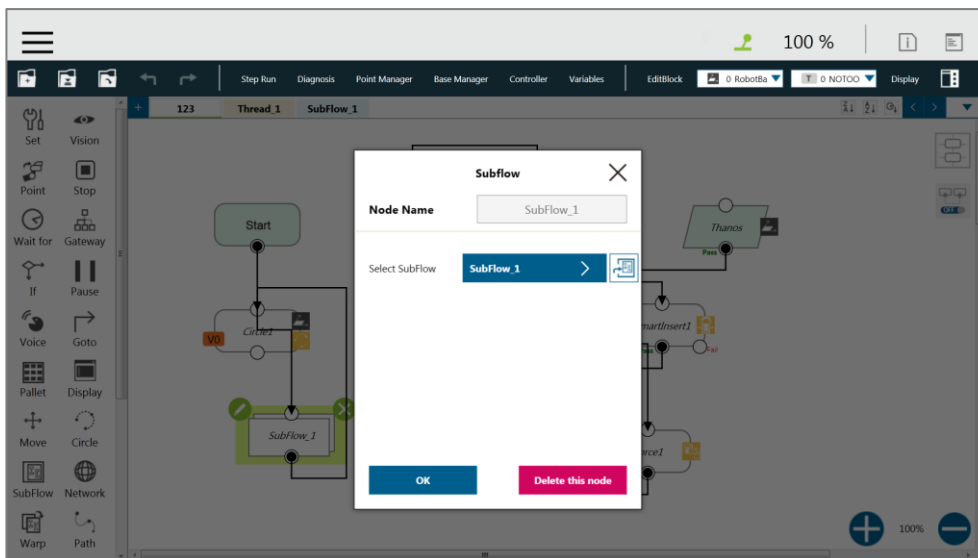 100 %
Step Run Diagnosis Point Manager Base Manager Controller Variables EditBlock 0 RobotBa T 0 NOTOO Display
123 Thread_1 SubFlow_1
Set Vision
Point Stop
Wait for Gateway
If Pause
Voice Goto
Pallet Display
Move Circle
SubFlow Network
Warp Path
Start
V0 Circle1
SubFlow_1
Subflow
Node Name SubFlow_1
Select SubFlow SubFlow_1
OK Delete this node
Thanos
Pass
martInsert1
Pass Fail
orce1
OFF
100%